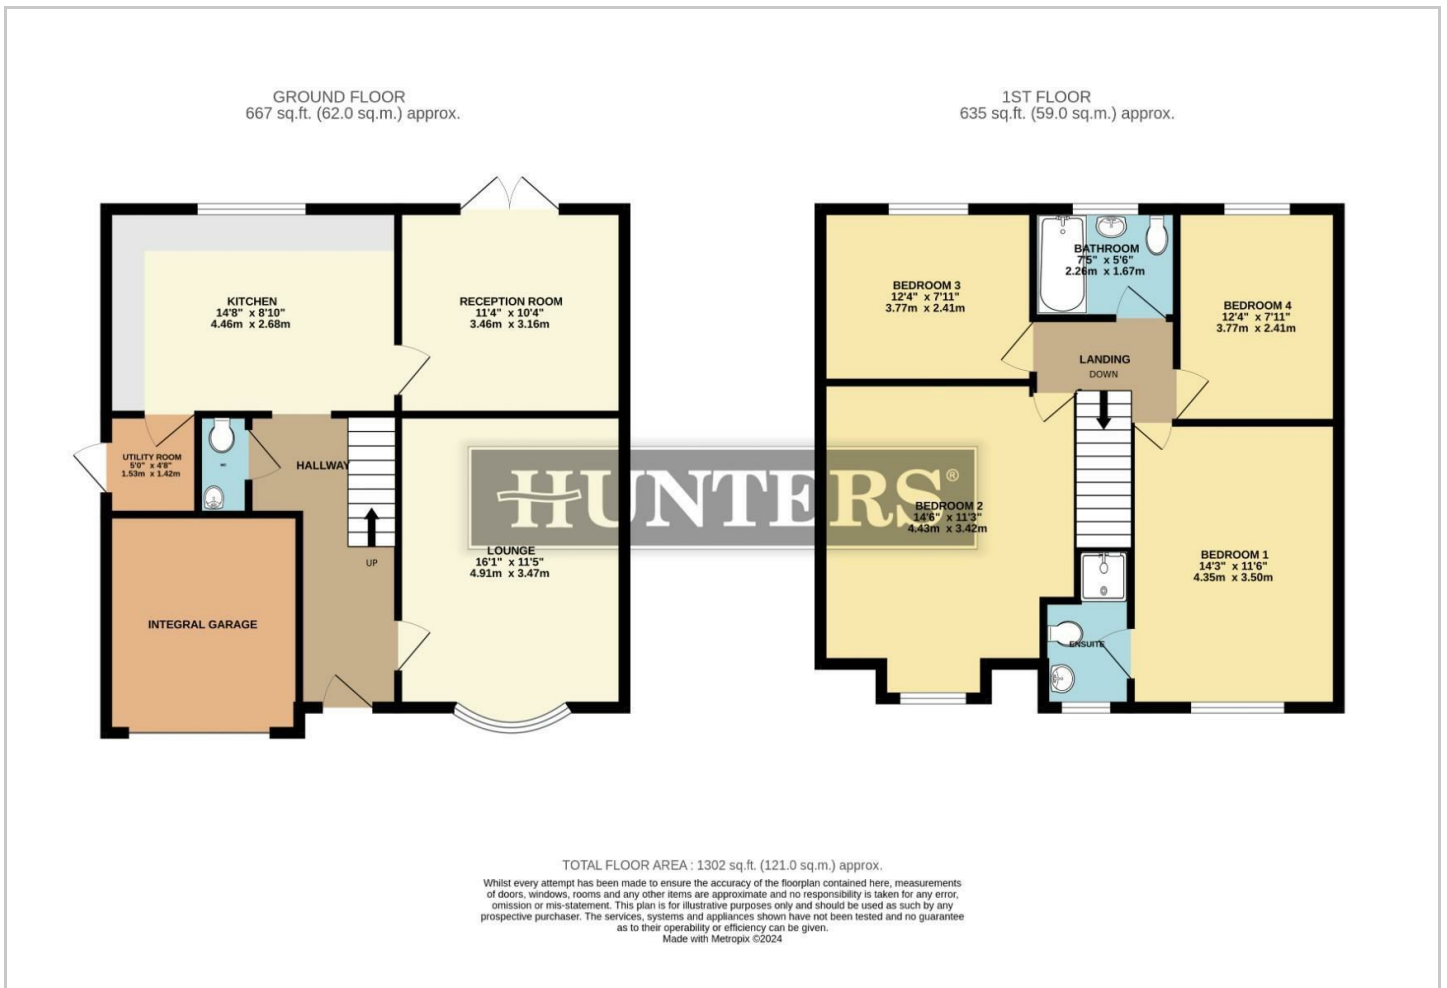 GROUND FLOOR
667 sq.ft. (62.0 sq.m.) approx.
KITCHEN
14'8" x 8'10"
4.46m x 2.68m
RECEPTION ROOM
11'4" x 10'4"
3.46m x 3.16m
UTILITY ROOM
5'0" x 4'8"
1.53m x 1.42m
WC
HALLWAY
UP
LOUNGE
16'1" x 11'5"
4.91m x 3.47m
INTEGRAL GARAGE
HUNTERS®
1ST FLOOR
635 sq.ft. (59.0 sq.m.) approx.
BEDROOM 3
12'4" x 7'11"
3.77m x 2.41m
BATHROOM
7'5" x 5'6"
2.26m x 1.67m
BEDROOM 4
12'4" x 7'11"
3.77m x 2.41m
LANDING
DOWN
BEDROOM 2
14'6" x 11'3"
4.43m x 3.42m
BEDROOM 1
14'3" x 11'6"
4.35m x 3.50m
ENSUITE
TOTAL FLOOR AREA : 1302 sq.ft. (121.0 sq.m.) approx.
Whilst every attempt has been made to ensure the accuracy of the floorplan contained here, measurements
of doors, windows, rooms and any other items are approximate and no responsibility is taken for any error,
omission or mis-statement. This plan is for illustrative purposes only and should be used as such by any
prospective purchaser. The services, systems and appliances shown have not been tested and no guarantee
as to their operability or efficiency can be given.
Made with Metropix ©2024